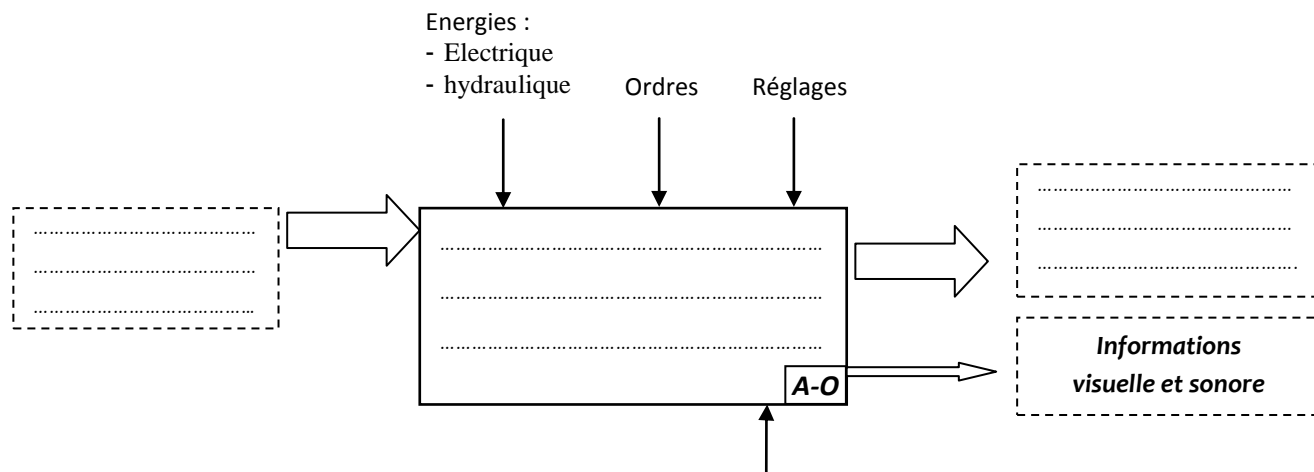 Energies :
- Electrique
- hydraulique
Ordres
Réglages
………………………………………
………………………………………
………………………………………
………………………………………
………………………………………
………………………………………
………………………………………
………………………………………
………………………………………
A-O
Informations
visuelle et sonore